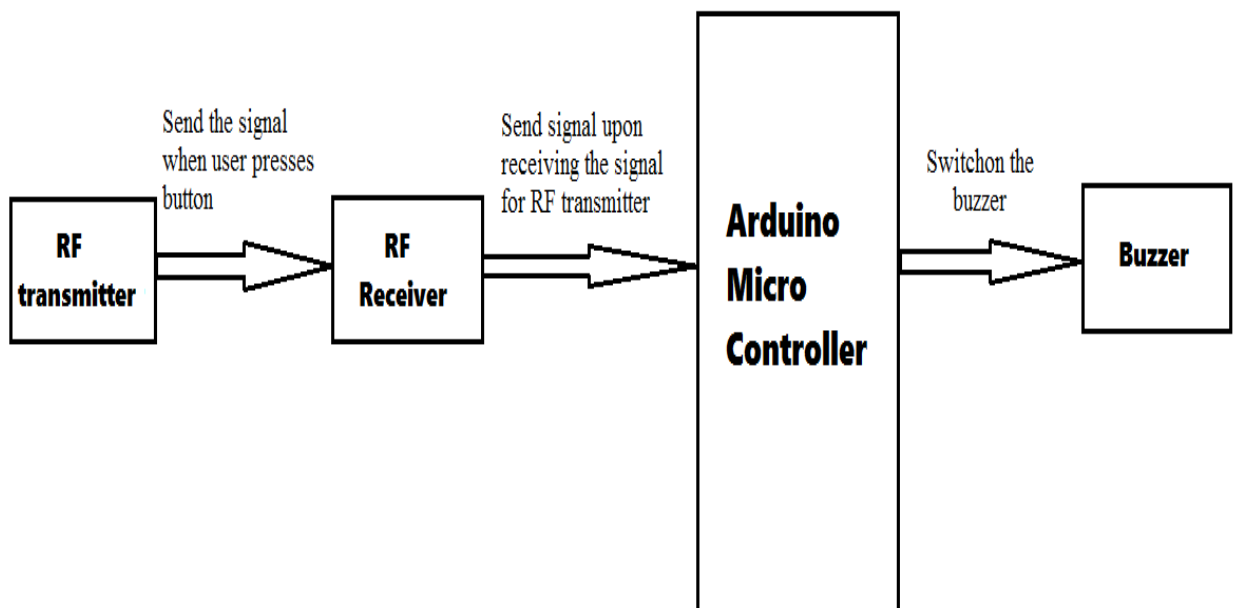 Send the signal
when user presses
button
Send signal upon
receiving the signal
for RF transmitter
Switchon the
buzzer
RF
transmitter
RF
Receiver
Arduino
Micro
Controller
Buzzer